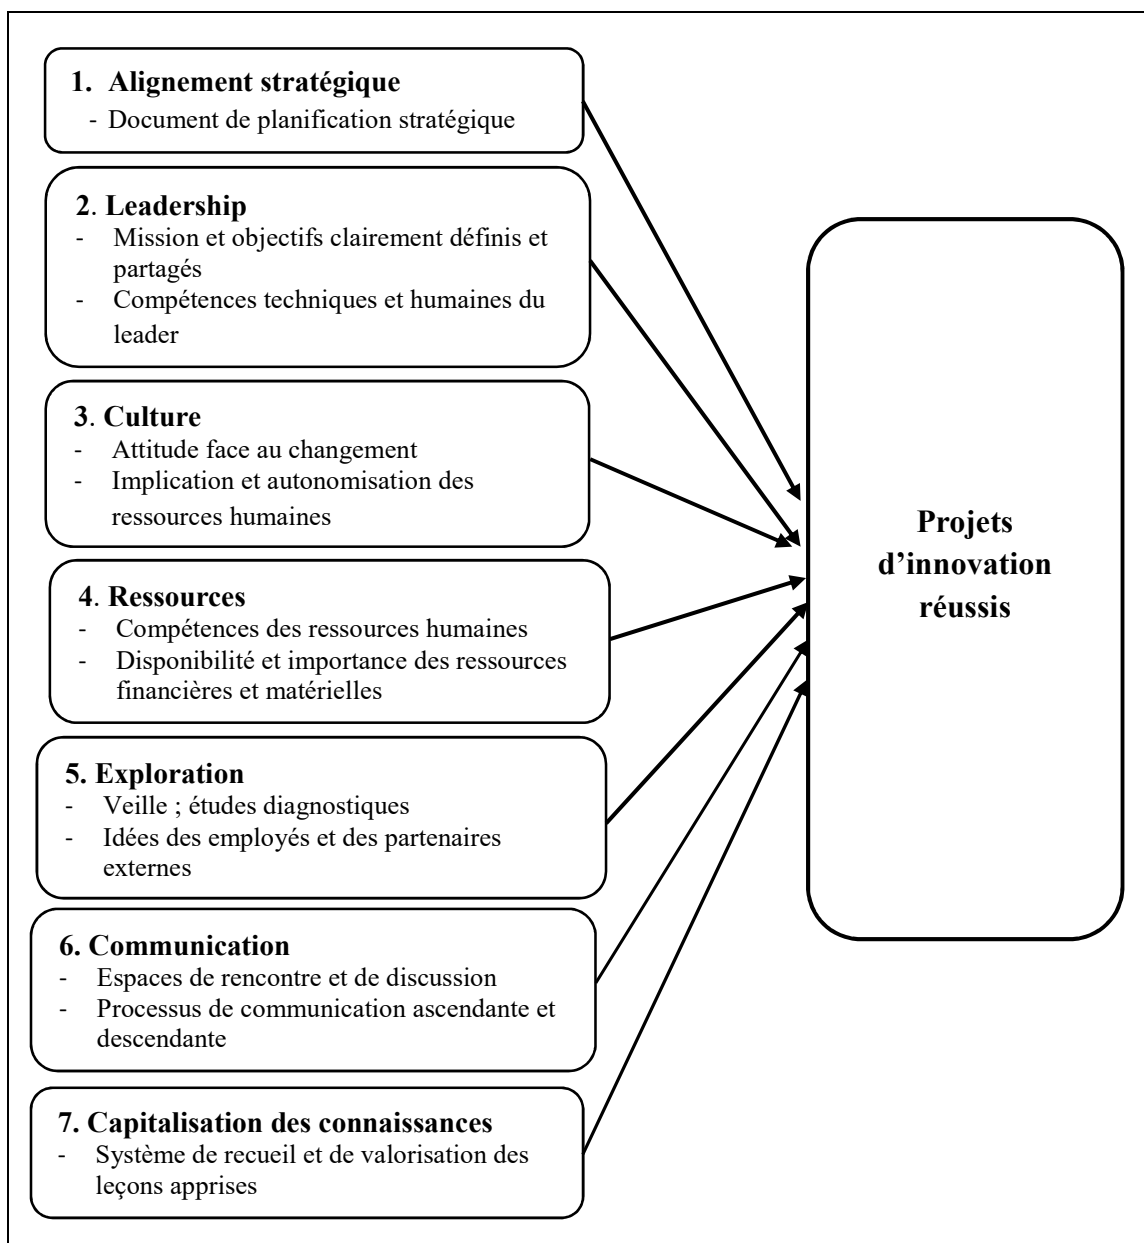 1. Alignement stratégique
- Document de planification stratégique
2. Leadership
- Mission et objectifs clairement définis et
partagés
- Compétences techniques et humaines du
leader
3. Culture
- Attitude face au changement
- Implication et autonomisation des
ressources humaines
4. Ressources
- Compétences des ressources humaines
- Disponibilité et importance des ressources
financières et matérielles
5. Exploration
- Veille ; études diagnostiques
- Idées des employés et des partenaires
externes
6. Communication
- Espaces de rencontre et de discussion
- Processus de communication ascendante et
descendante
7. Capitalisation des connaissances
- Système de recueil et de valorisation des
leçons apprises
Projets
d’innovation
réussis